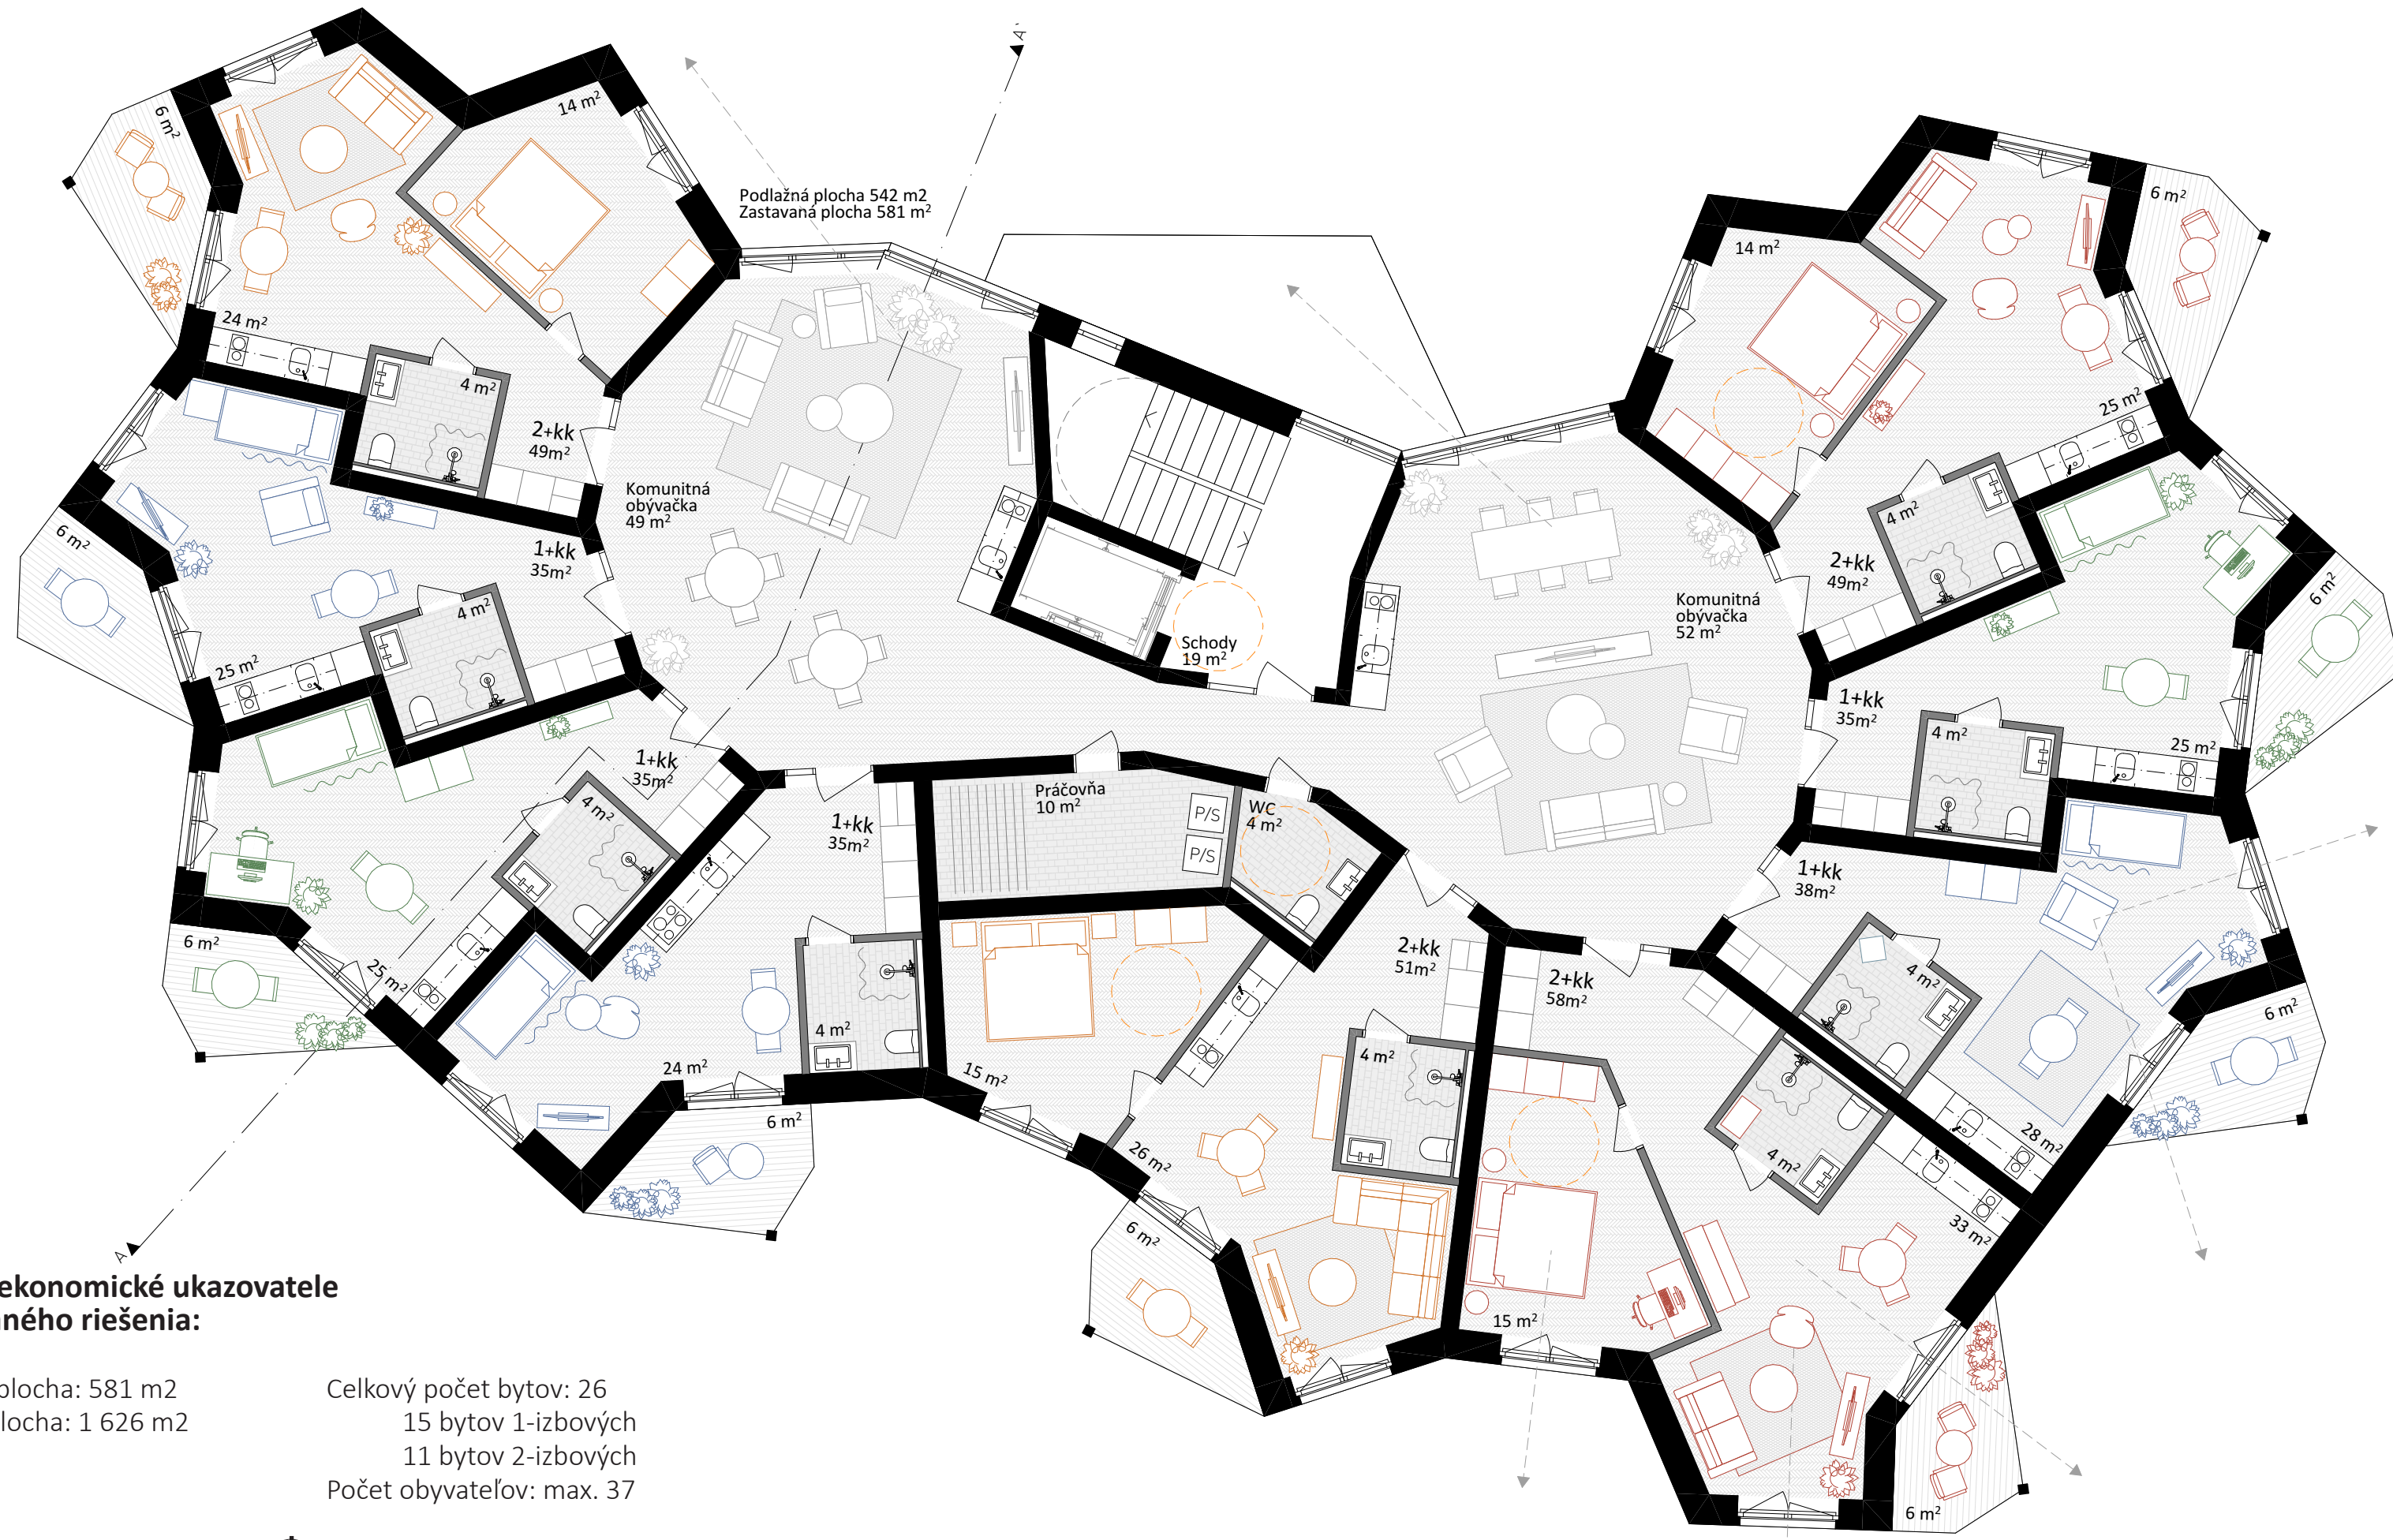 A
6 m²
14 m²
Podlažná plocha 542 m2
Zastavaná plocha 581 m²
6 m²
14 m²
24 m²
4 m²
2+kk
49m²
25 m²
Komunitná
obývačka
49 m²
4 m²
2+kk
49m²
6 m²
1+kk
35m²
4 m²
6 m²
Komunitná
obývačka
52 m²
Schody
19 m²
25 m²
1+kk
35m²
4 m²
25 m²
1+kk
35m²
4 m²
Práčovňa
10 m²
P/S
P/S
WC
4 m²
1+kk
35m²
1+kk
38m²
6 m²
25 m²
2+kk
51m²
2+kk
58m²
4 m²
6 m²
4 m²
24 m²
15 m²
4 m²
6 m²
26 m²
28 m²
4 m²
6 m²
33 m²
A
15 m²
6 m²
ekonomické ukazovatele
ného riešenia:
plocha: 581 m2
locha: 1 626 m2
Celkový počet bytov: 26
15 bytov 1-izbových
11 bytov 2-izbových
Počet obyvateľov: max. 37